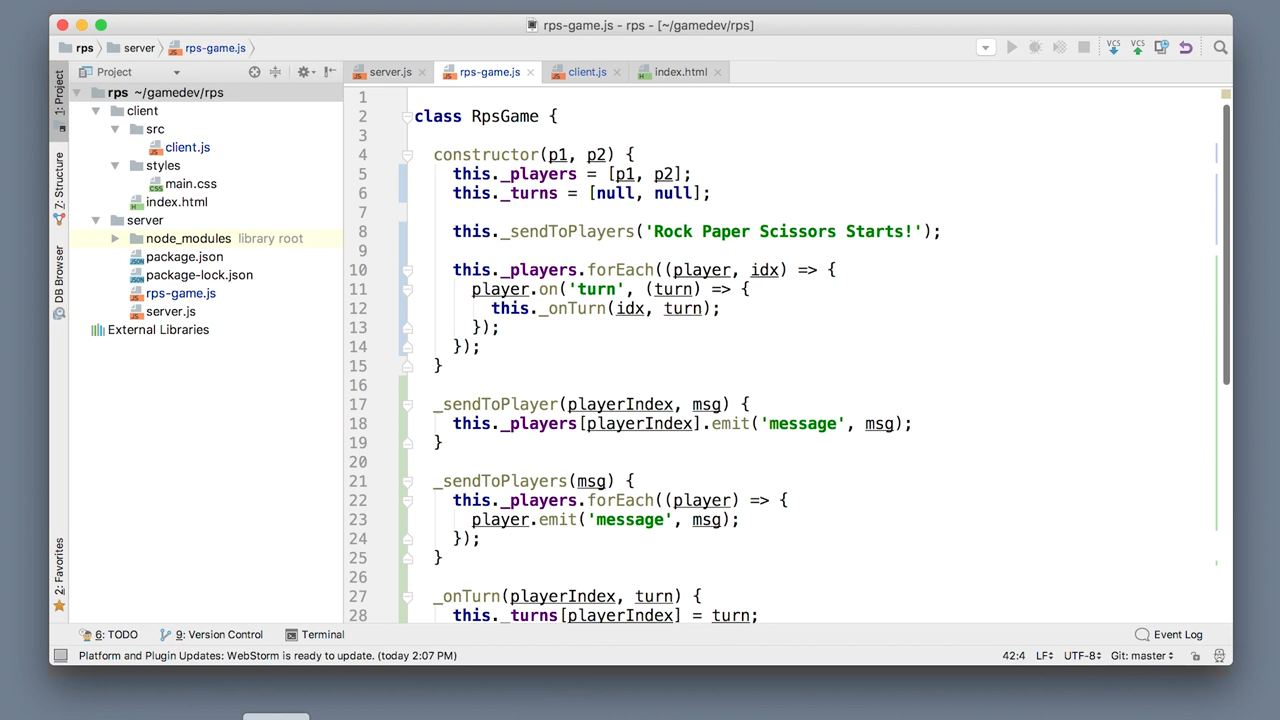 rps-game.js - rps - [~/gamedev/rps]
rps server rps-game.js
VCS VCS
1: Project
7: Structure
DB Browser
2: Favorites
Project
server.js rps-game.js client.js index.html
rps ~/gamedev/rps
client
src
client.js
styles
main.css
index.html
server
node_modules library root
package.json
package-lock.json
rps-game.js
server.js
External Libraries
1
2 class RpsGame {
3
4 constructor(p1, p2) {
5 this._players = [p1, p2];
6 this._turns = [null, null];
7
8 this._sendToPlayers('Rock Paper Scissors Starts!');
9
10 this._players.forEach((player, idx) => {
11 player.on('turn', (turn) => {
12 this._onTurn(idx, turn);
13 });
14 });
15 }
16
17 _sendToPlayer(playerIndex, msg) {
18 this._players[playerIndex].emit('message', msg);
19 }
20
21 _sendToPlayers(msg) {
22 this._players.forEach((player) => {
23 player.emit('message', msg);
24 });
25 }
26
27 _onTurn(playerIndex, turn) {
28 this._turns[playerIndex] = turn;
6: TODO 9: Version Control Terminal Event Log
Platform and Plugin Updates: WebStorm is ready to update. (today 2:07 PM) 42:4 LF UTF-8 Git: master